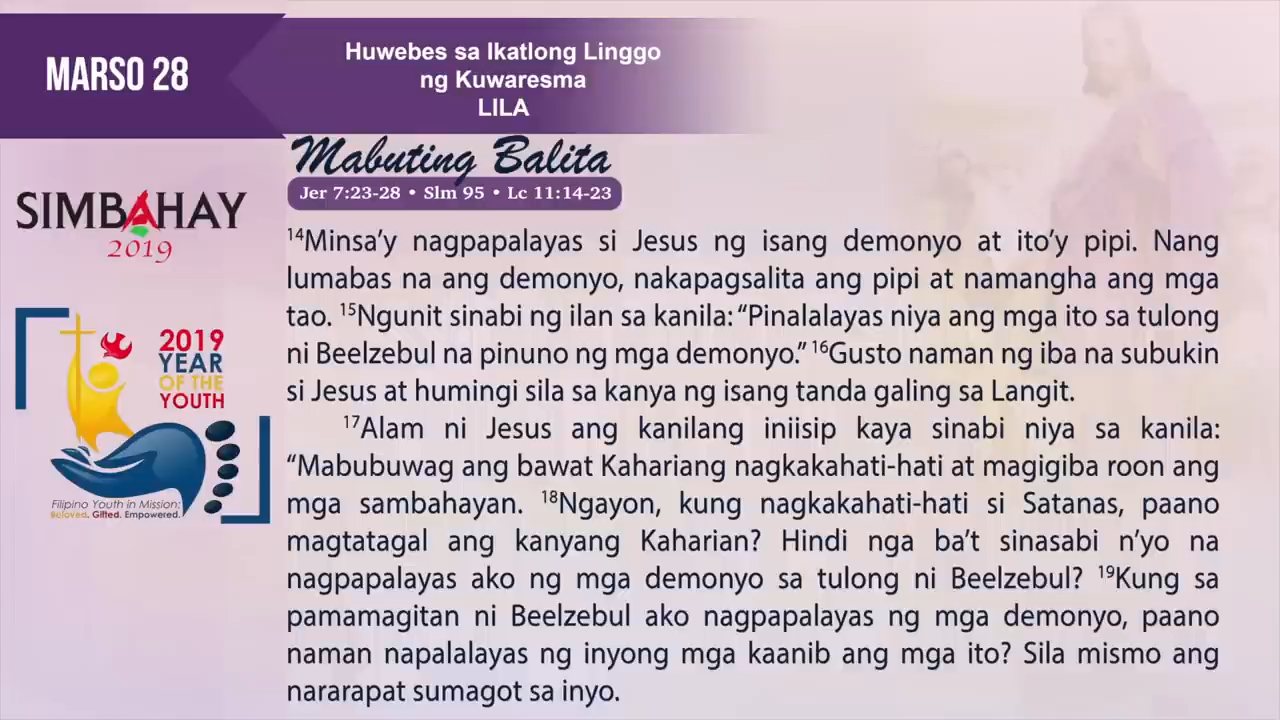 MARSO 28
Huwebes sa Ikatlong Linggo
ng Kuwaresma
LILA
Mabuting Balita
Jer 7:23-28 • Slm 95 • Lc 11:14-23
SIMBAHAY
2019
2019
YEAR
OF THE
YOUTH
Filipino Youth in Mission:
Beloved. Gifted. Empowered.
¹⁴Minsa’y nagpapalayas si Jesus ng isang demonyo at ito’y pipi. Nang
lumabas na ang demonyo, nakapagsalita ang pipi at namangha ang mga
tao. ¹⁵Ngunit sinabi ng ilan sa kanila: “Pinalalayas niya ang mga ito sa tulong
ni Beelzebul na pinuno ng mga demonyo.” ¹⁶Gusto naman ng iba na subukin
si Jesus at humingi sila sa kanya ng isang tanda galing sa Langit.
¹⁷Alam ni Jesus ang kanilang iniisip kaya sinabi niya sa kanila:
“Mabubuwag ang bawat Kahariang nagkakahati-hati at magigiba roon ang
mga sambahayan. ¹⁸Ngayon, kung nagkakahati-hati si Satanas, paano
magtatagal ang kanyang Kaharian? Hindi nga ba’t sinasabi n’yo na
nagpapalayas ako ng mga demonyo sa tulong ni Beelzebul? ¹⁹Kung sa
pamamagitan ni Beelzebul ako nagpapalayas ng mga demonyo, paano
naman napalalayas ng inyong mga kaanib ang mga ito? Sila mismo ang
nararapat sumagot sa inyo.